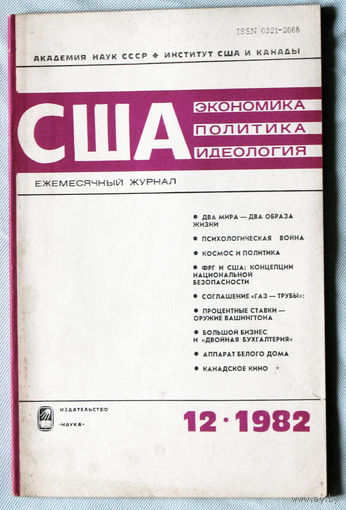 ISSN 0321-2068
АКАДЕМИЯ НАУК СССР ◆ ИНСТИТУТ США И КАНАДЫ
США
ЭКОНОМИКА
ПОЛИТИКА
ИДЕОЛОГИЯ
ЕЖЕМЕСЯЧНЫЙ ЖУРНАЛ
● ДВА МИРА — ДВА ОБРАЗА
ЖИЗНИ
● ПСИХОЛОГИЧЕСКАЯ ВОЙНА
● КОСМОС И ПОЛИТИКА
● ФРГ И США: КОНЦЕПЦИИ
НАЦИОНАЛЬНОЙ
БЕЗОПАСНОСТИ
● СОГЛАШЕНИЕ «ГАЗ — ТРУБЫ»:
● ПРОЦЕНТНЫЕ СТАВКИ —
ОРУЖИЕ ВАШИНГТОНА
● БОЛЬШОЙ БИЗНЕС
И «ДВОЙНАЯ БУХГАЛТЕРИЯ»
● АППАРАТ БЕЛОГО ДОМА
● КАНАДСКОЕ КИНО
ИЗДАТЕЛЬСТВО
«НАУКА»
12 · 1982